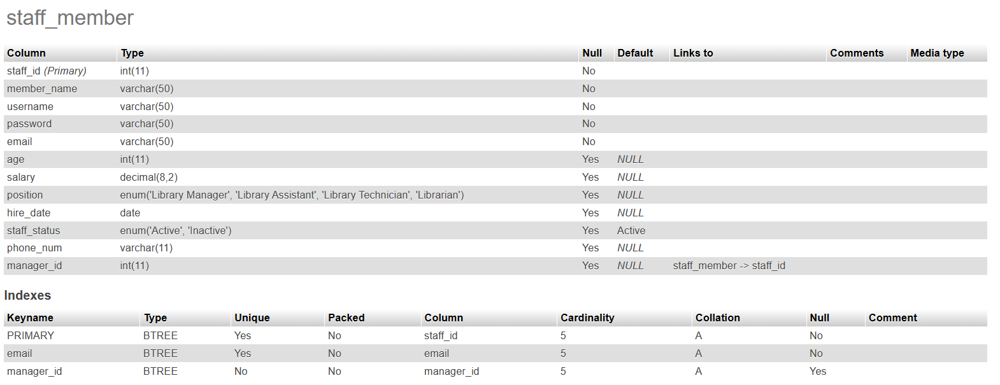 staff_member
Column Type Null Default Links to Comments Media type
staff_id (Primary) int(11) No
member_name varchar(50) No
username varchar(50) No
password varchar(50) No
email varchar(50) No
age int(11) Yes NULL
salary decimal(8,2) Yes NULL
position enum('Library Manager', 'Library Assistant', 'Library Technician', 'Librarian') Yes NULL
hire_date date Yes NULL
staff_status enum('Active', 'Inactive') Yes Active
phone_num varchar(11) Yes NULL
manager_id int(11) Yes NULL staff_member -> staff_id
Indexes
Keyname Type Unique Packed Column Cardinality Collation Null Comment
PRIMARY BTREE Yes No staff_id 5 A No
email BTREE Yes No email 5 A No
manager_id BTREE No No manager_id 5 A Yes